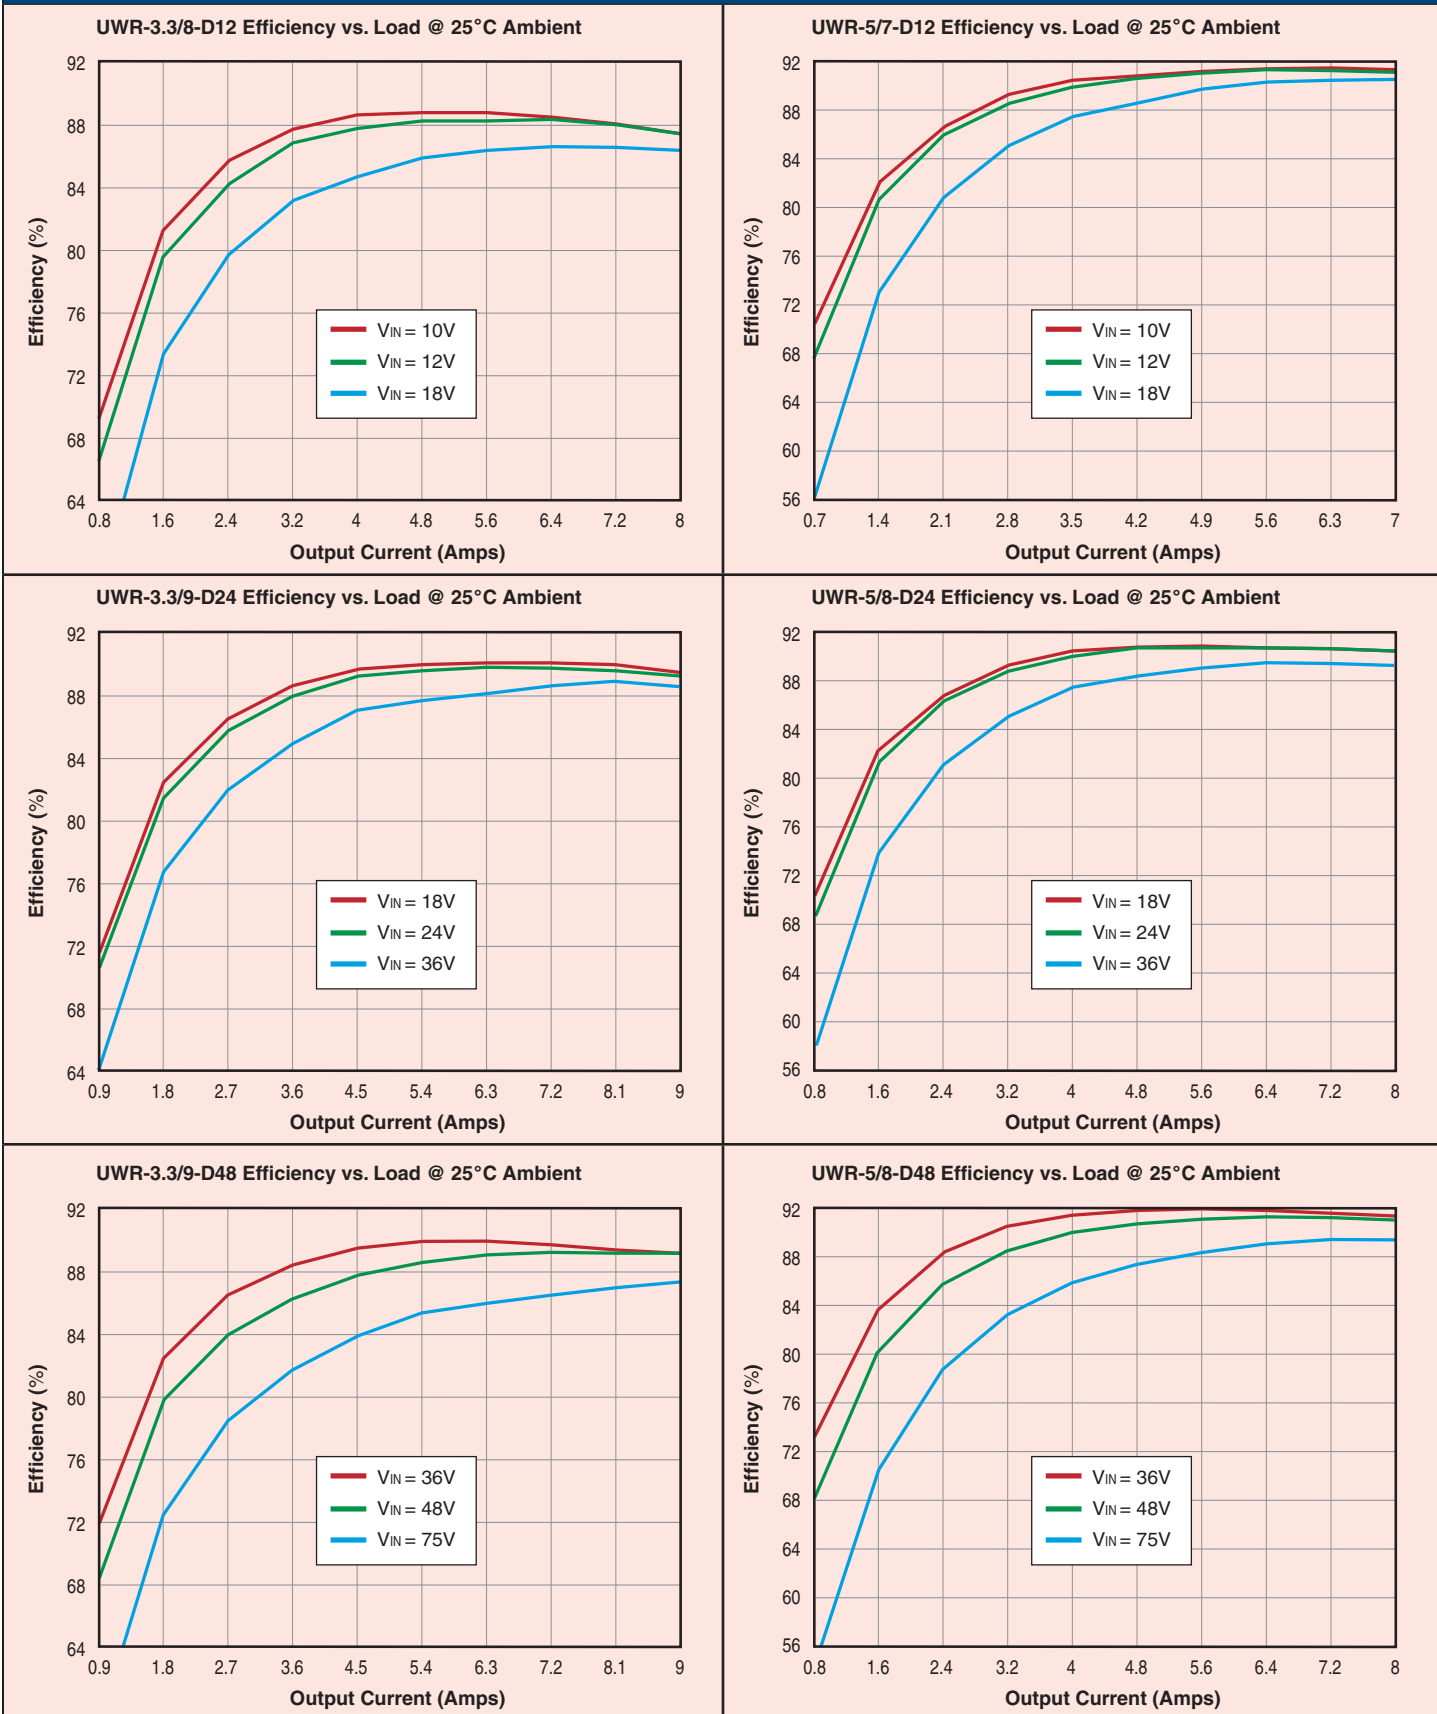 UWR-3.3/8-D12 Efficiency vs. Load @ 25°C Ambient
Efficiency (%)
92
88
84
80
76
72
68
64
VIN = 10V
VIN = 12V
VIN = 18V
0.8 1.6 2.4 3.2 4 4.8 5.6 6.4 7.2 8
Output Current (Amps)
UWR-5/7-D12 Efficiency vs. Load @ 25°C Ambient
Efficiency (%)
92
88
84
80
76
72
68
64
60
56
VIN = 10V
VIN = 12V
VIN = 18V
0.7 1.4 2.1 2.8 3.5 4.2 4.9 5.6 6.3 7
Output Current (Amps)
UWR-3.3/9-D24 Efficiency vs. Load @ 25°C Ambient
Efficiency (%)
92
88
84
80
76
72
68
64
VIN = 18V
VIN = 24V
VIN = 36V
0.9 1.8 2.7 3.6 4.5 5.4 6.3 7.2 8.1 9
Output Current (Amps)
UWR-5/8-D24 Efficiency vs. Load @ 25°C Ambient
Efficiency (%)
92
88
84
80
76
72
68
64
60
56
VIN = 18V
VIN = 24V
VIN = 36V
0.8 1.6 2.4 3.2 4 4.8 5.6 6.4 7.2 8
Output Current (Amps)
UWR-3.3/9-D48 Efficiency vs. Load @ 25°C Ambient
Efficiency (%)
92
88
84
80
76
72
68
64
VIN = 36V
VIN = 48V
VIN = 75V
0.9 1.8 2.7 3.6 4.5 5.4 6.3 7.2 8.1 9
Output Current (Amps)
UWR-5/8-D48 Efficiency vs. Load @ 25°C Ambient
Efficiency (%)
92
88
84
80
76
72
68
64
60
56
VIN = 36V
VIN = 48V
VIN = 75V
0.8 1.6 2.4 3.2 4 4.8 5.6 6.4 7.2 8
Output Current (Amps)